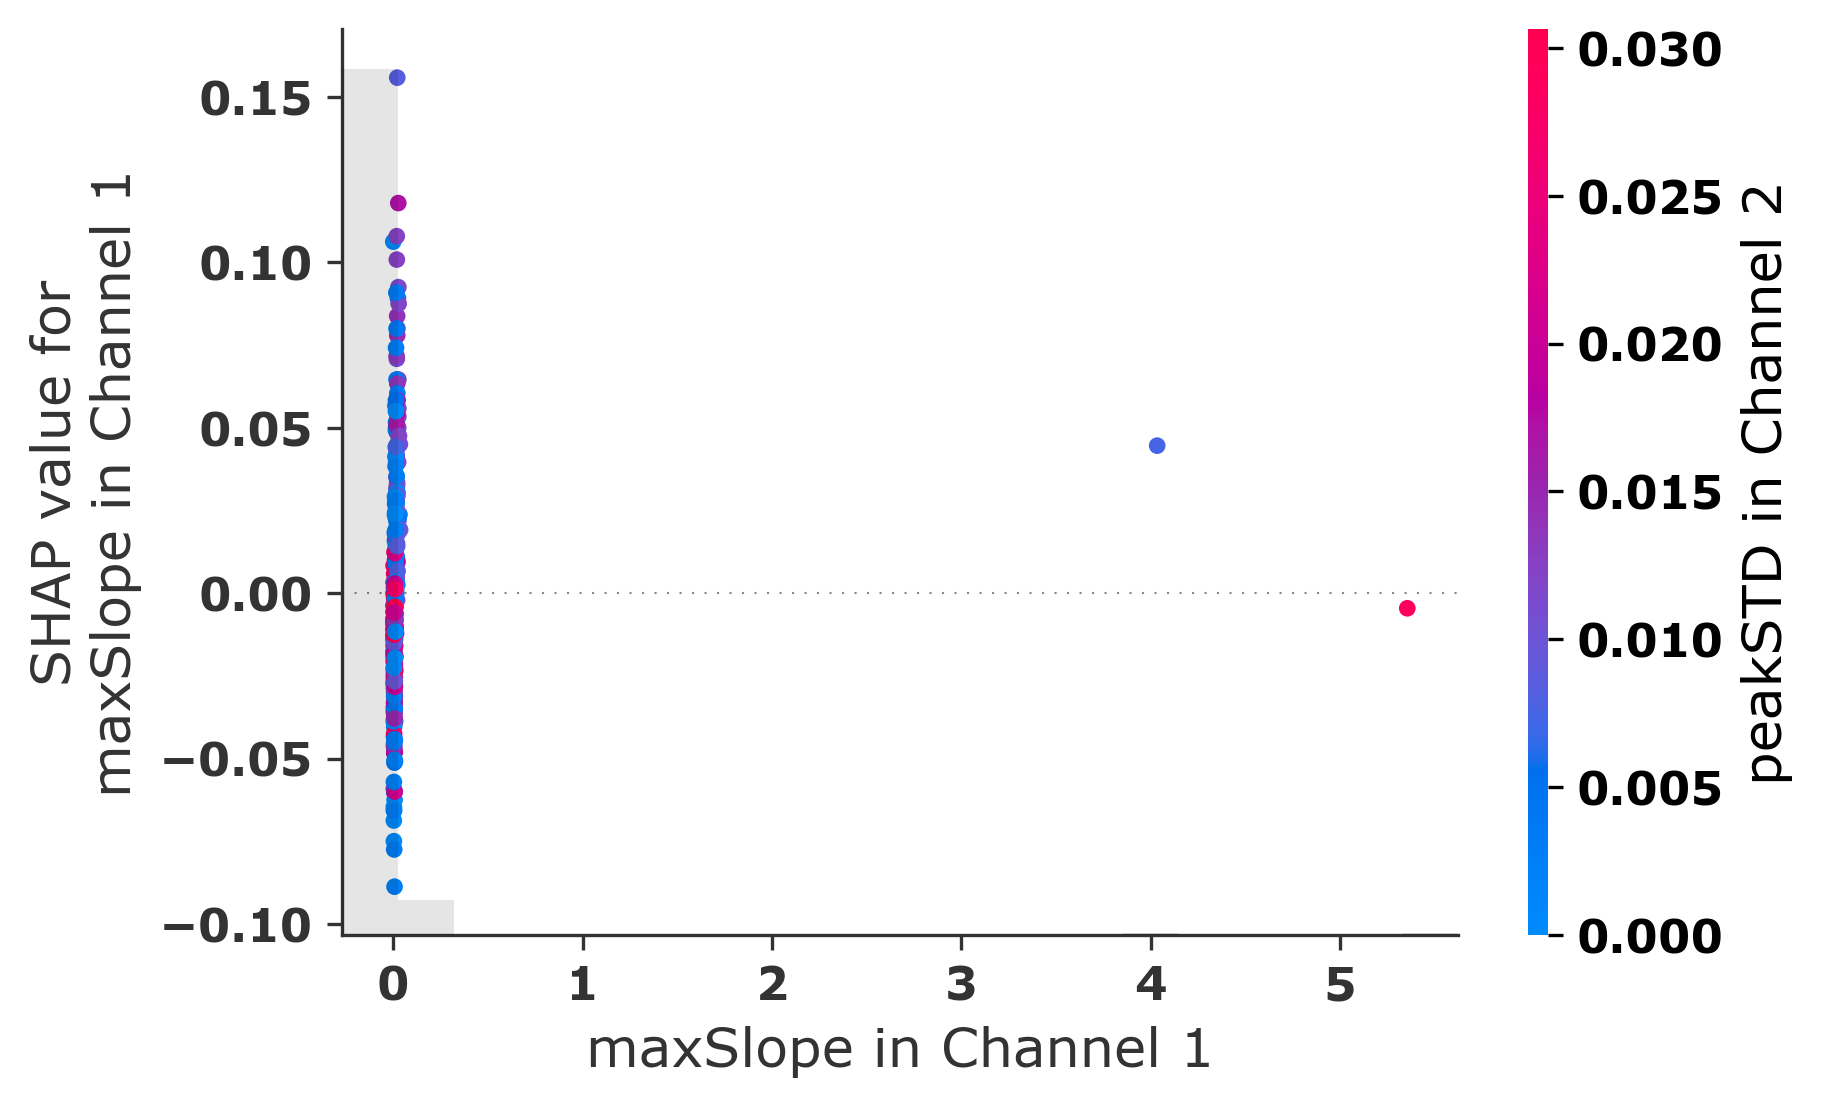 SHAP value for
maxSlope in Channel 1
0.15
0.10
0.05
0.00
−0.05
−0.10
0 1 2 3 4 5
maxSlope in Channel 1
0.030
0.025
0.020
0.015
0.010
0.005
0.000
peakSTD in Channel 2